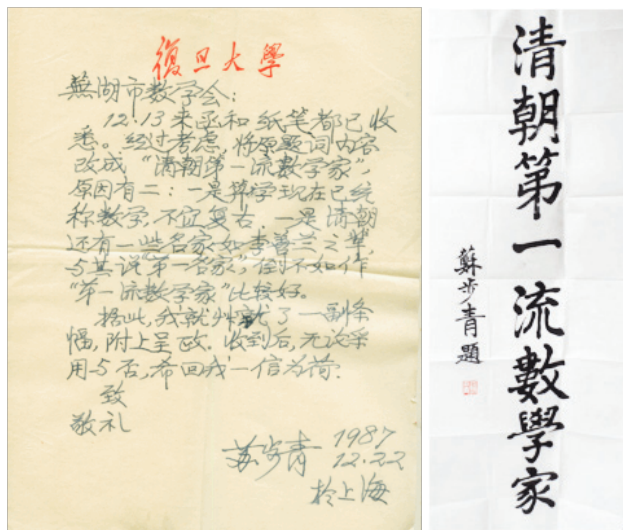 復旦大學
蕪湖市数学会：
12.13来函和纸笔都已收
悉。经过考虑，将原题词内容
改成“清朝第一流数学家”，
原因有二：一是算学现在已统
称数学，不宜复古，一是清朝
还有一些名家如李善兰之辈
与其说“第一名家”，倒不如作
“第一流数学家”比较好。
据此，我就草就了一副条
幅，附上呈政。收到后，无论采
用与否，希回我一信为荷。
致
敬礼
苏步青 1987
12.22
于上海
清朝第一流數學家
蘇步青題